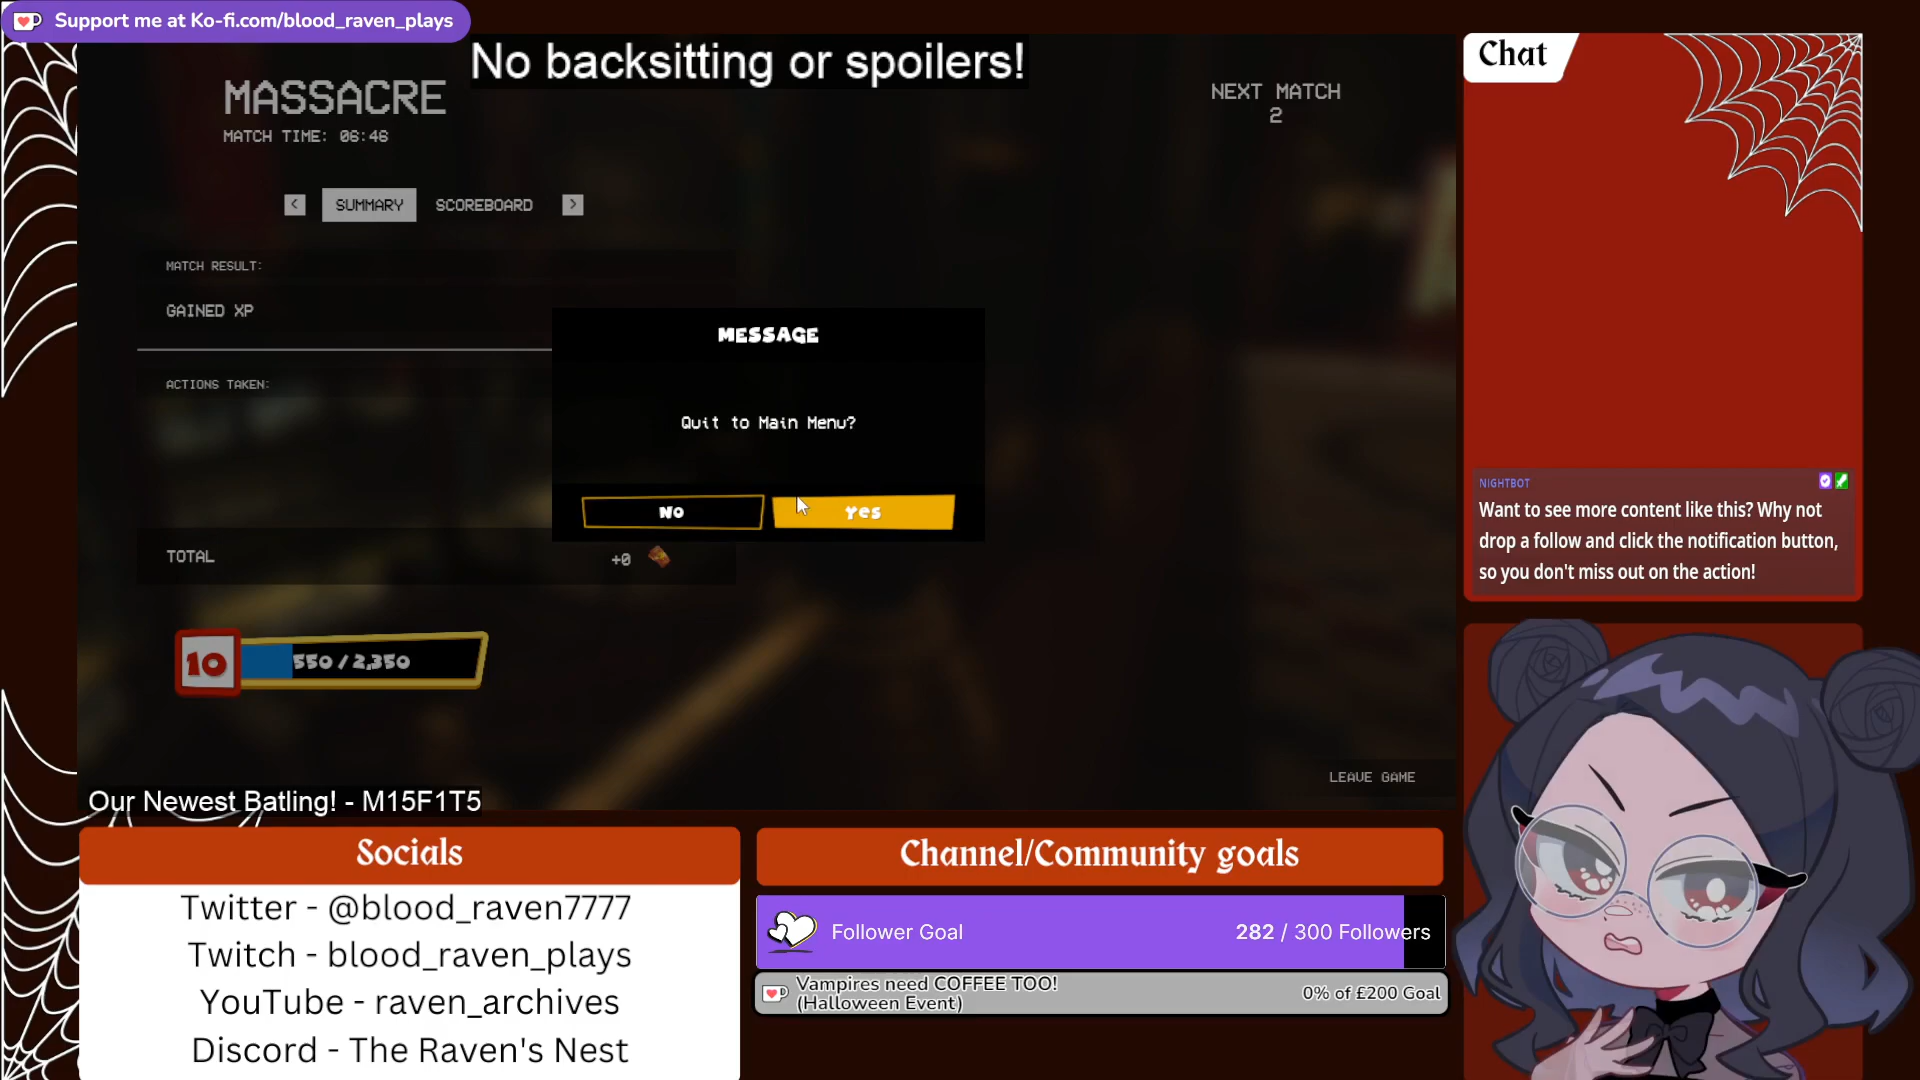 Support me at Ko-fi.com/blood_raven_plays
No backsitting or spoilers!
MASSACRE
MATCH TIME: 06:46
NEXT MATCH
2
< SUMMARY SCOREBOARD >
MATCH RESULT:
GAINED XP
ACTIONS TAKEN:
TOTAL
+0
MESSAGE
Quit to Main Menu?
NO
Yes
10
550 / 2,350
LEAVE GAME
Our Newest Batling! - M15F1T5
Socials
Twitter - @blood_raven7777
Twitch - blood_raven_plays
YouTube - raven_archives
Discord - The Raven's Nest
Channel/Community goals
Follower Goal
282 / 300 Followers
Vampires need COFFEE TOO!
(Halloween Event)
0% of £200 Goal
Chat
NIGHTBOT
Want to see more content like this? Why not
drop a follow and click the notification button,
so you don't miss out on the action!